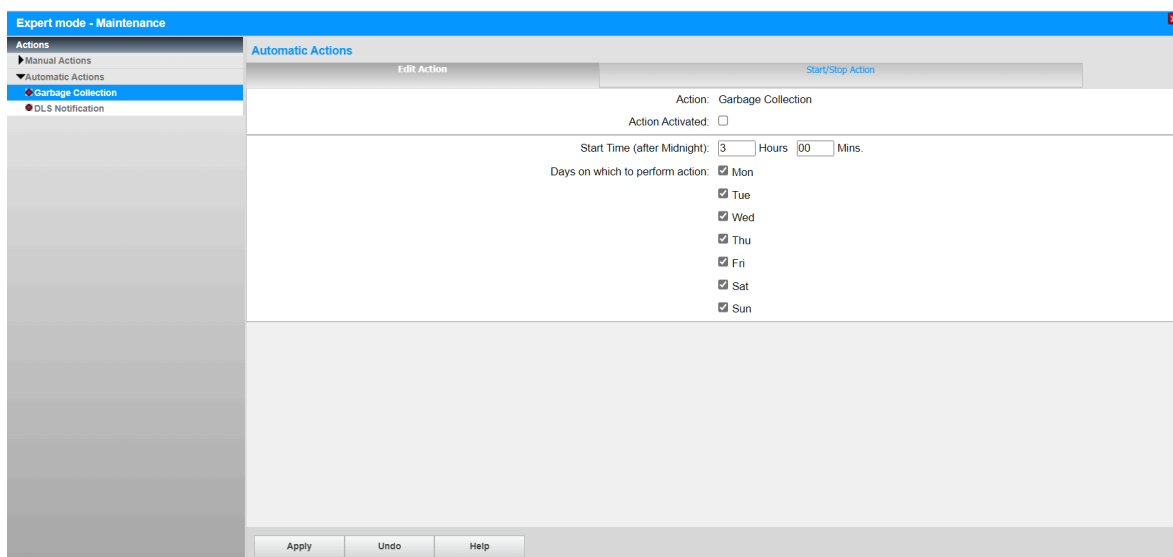 Expert mode - Maintenance
Actions
Manual Actions
Automatic Actions
Garbage Collection
DLS Notification
Automatic Actions
Edit Action
Start/Stop Action
Action: Garbage Collection
Action Activated:
Start Time (after Midnight): 3 Hours 00 Mins.
Days on which to perform action: Mon
Tue
Wed
Thu
Fri
Sat
Sun
Apply Undo Help